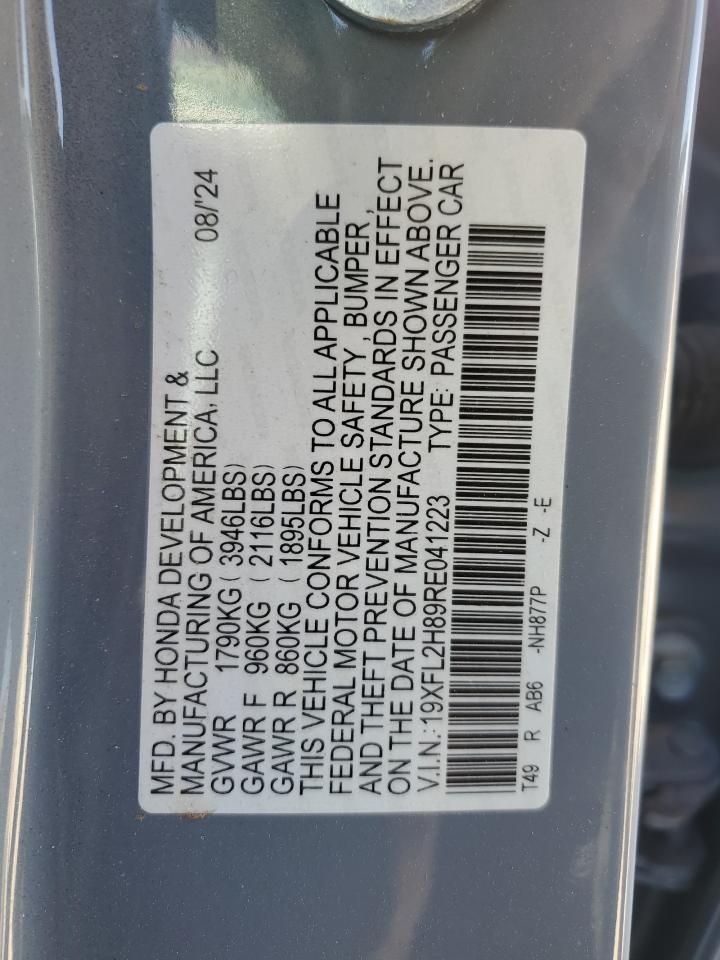 MFD. BY HONDA DEVELOPMENT &
MANUFACTURING OF AMERICA, LLC 08/'24
GVWR 1790KG ( 3946LBS)
GAWR F 960KG ( 2116LBS)
GAWR R 860KG ( 1895LBS)
THIS VEHICLE CONFORMS TO ALL APPLICABLE
FEDERAL MOTOR VEHICLE SAFETY, BUMPER,
AND THEFT PREVENTION STANDARDS IN EFFECT
ON THE DATE OF MANUFACTURE SHOWN ABOVE.
V.I.N.:19XFL2H89RE041223 TYPE: PASSENGER CAR
T49 R AB6 -NH877P -Z -E